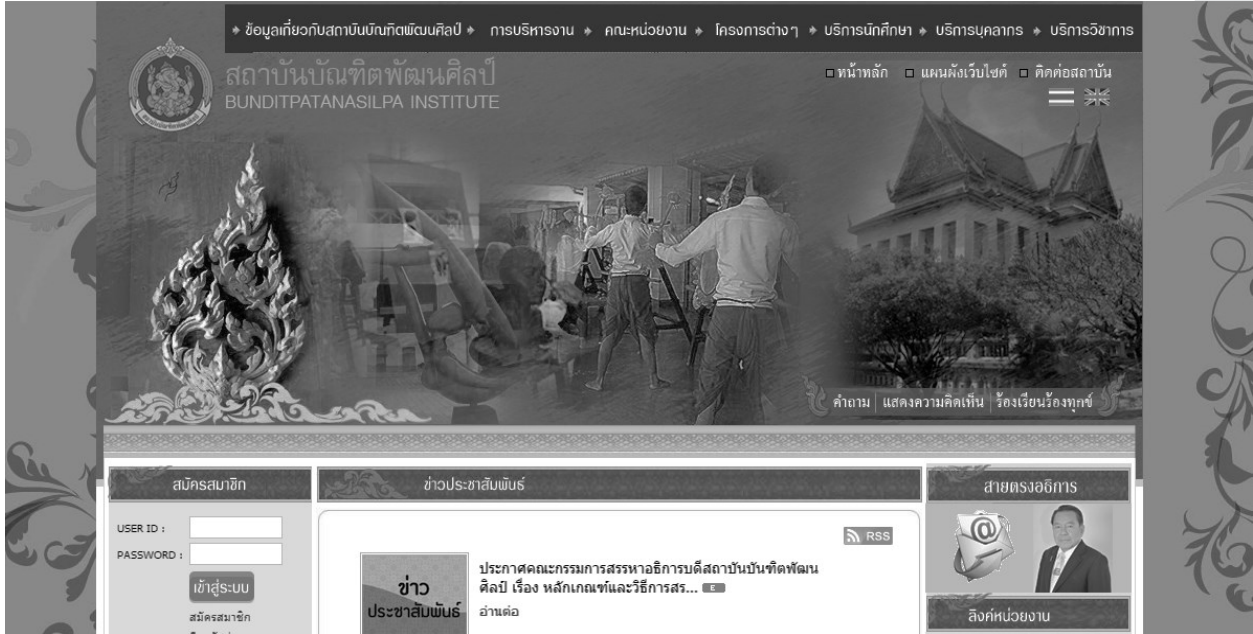 ข้อมูลเกี่ยวกับสถาบันบัณฑิตพัฒนศิลป์ การบริหารงาน คณะหน่วยงาน โครงการต่างๆ บริการนักศึกษา บริการบุคลากร บริการวิชาการ
สถาบันบัณฑิตพัฒนศิลป์
BUNDITPATANASILPA INSTITUTE
หน้าหลัก แผนผังเว็บไซต์ ติดต่อสถาบัน
คำถาม แสดงความคิดเห็น ร้องเรียนร้องทุกข์
สมัครสมาชิก
USER ID :
PASSWORD :
เข้าสู่ระบบ
สมัครสมาชิก
ข่าวประชาสัมพันธ์
RSS
ข่าว
ประชาสัมพันธ์
ประกาศคณะกรรมการสรรหาอธิการบดีสถาบันบันฑิตพัฒน
ศิลป์ เรื่อง หลักเกณฑ์และวิธีการสร... E
อ่านต่อ
สายตรงอธิการ
ลิงค์หน่วยงาน